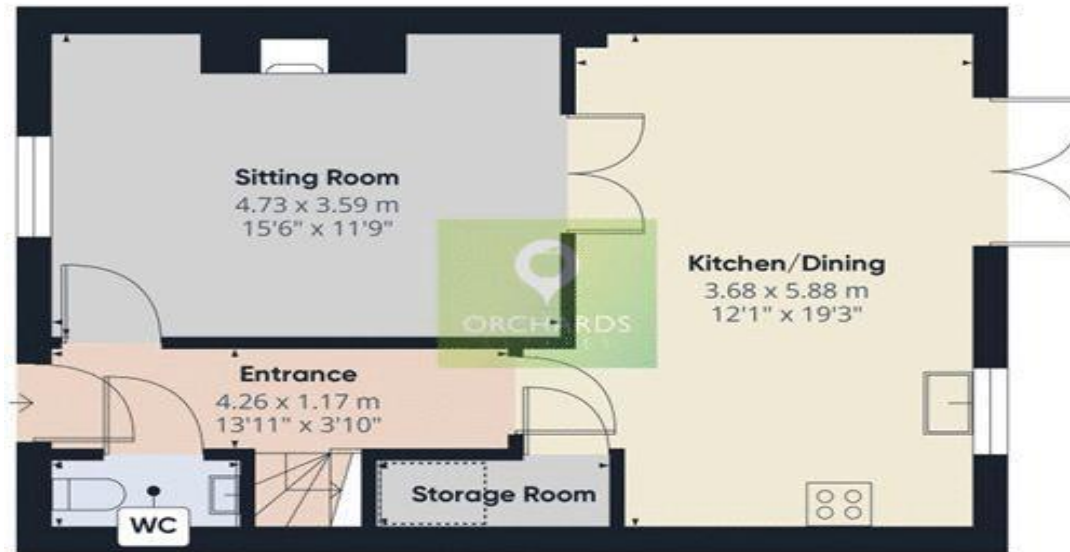 Sitting Room
4.73 x 3.59 m
15'6" x 11'9"
Kitchen/Dining
3.68 x 5.88 m
12'1" x 19'3"
ORCHARDS
Entrance
4.26 x 1.17 m
13'11" x 3'10"
Storage Room
WC